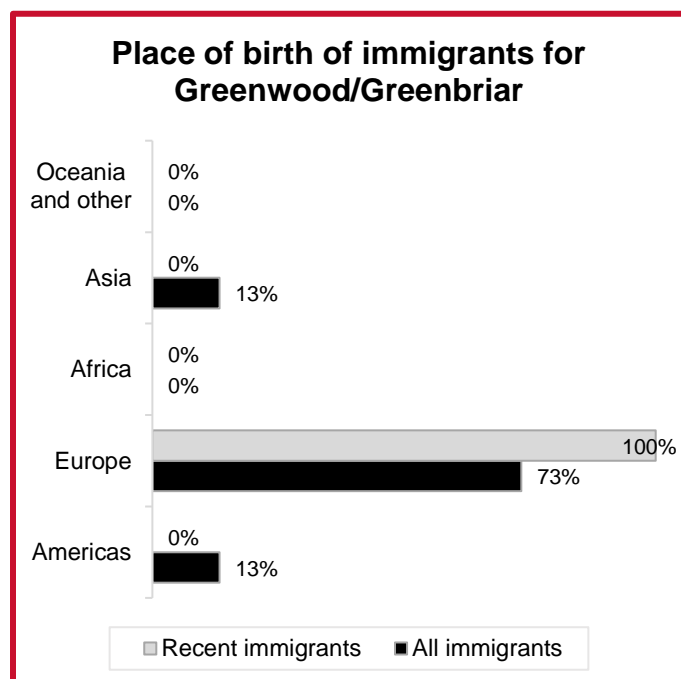 Place of birth of immigrants for
Greenwood/Greenbriar
Oceania
and other
0%
0%
Asia
0%
13%
Africa
0%
0%
Europe
100%
73%
Americas
0%
13%
Recent immigrants
All immigrants